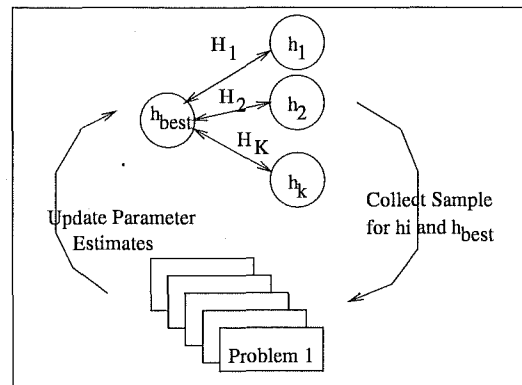 H1
h1
H2
h2
hbest
HK
hk
Update Parameter
Estimates
Collect Sample
for hi and hbest
Problem 1